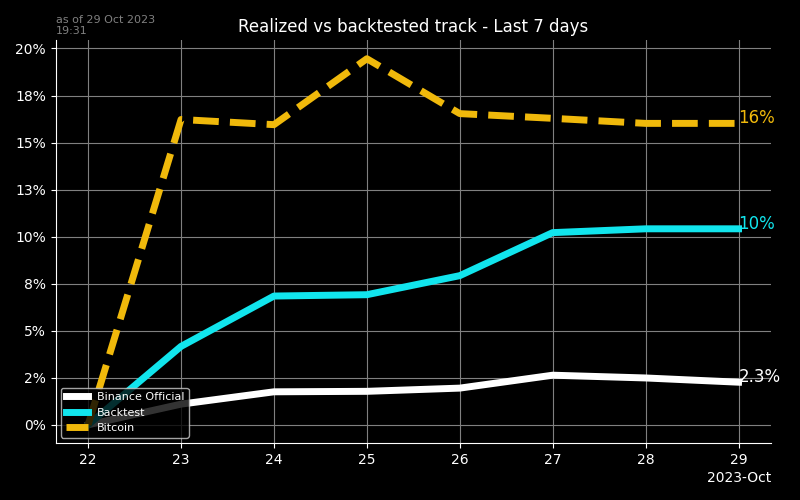 as of 29 Oct 2023
19:31
Realized vs backtested track - Last 7 days
20%
18%
15%
13%
10%
8%
5%
2%
0%
16%
10%
2.3%
Binance Official
Backtest
Bitcoin
22 23 24 25 26 27 28 29
2023-Oct